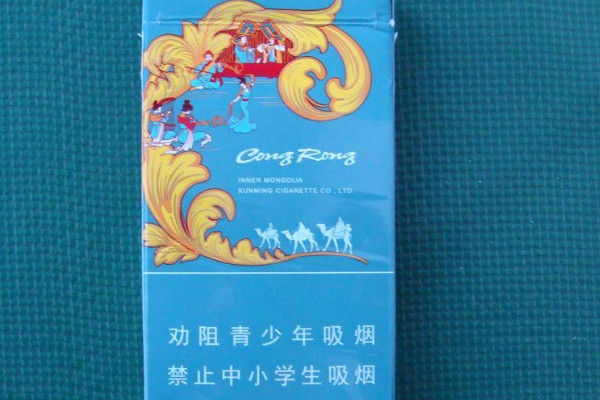 Cong Rong
INNER MONGOLIA
KUNMING CIGARETTE CO., LTD.
劝阻青少年吸烟
禁止中小学生吸烟